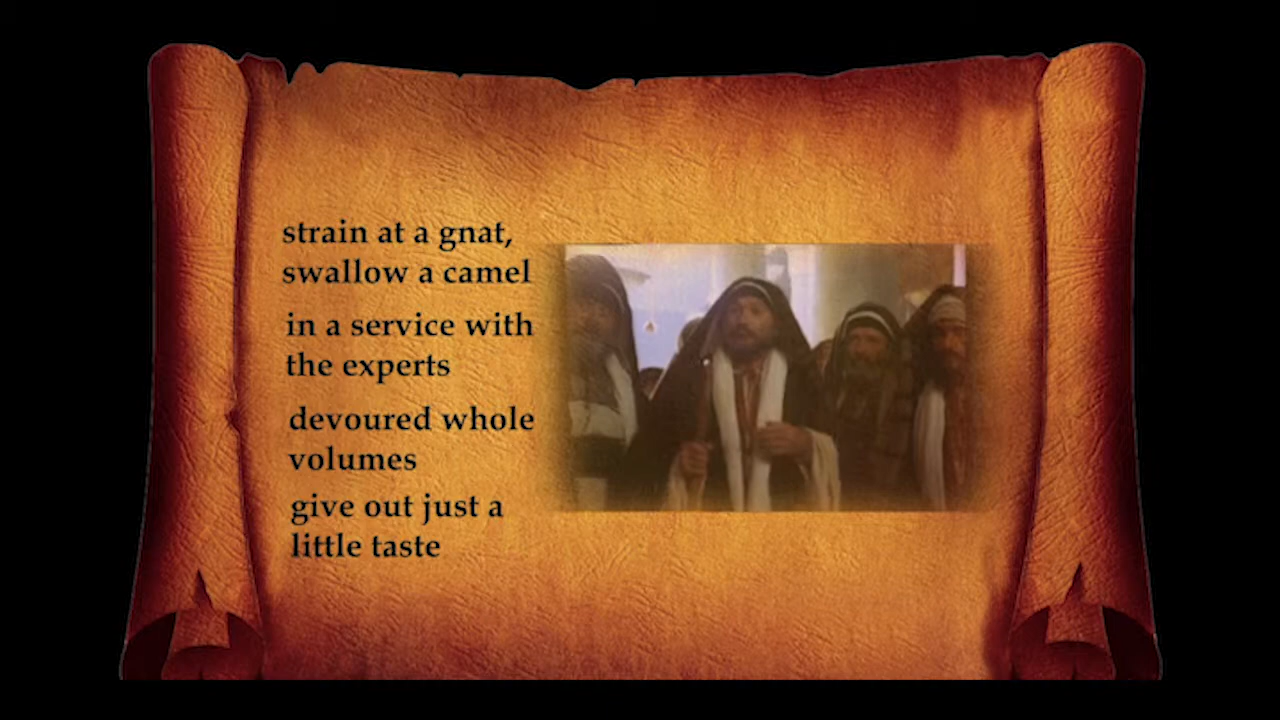 strain at a gnat,
swallow a camel
in a service with
the experts
devoured whole
volumes
give out just a
little taste